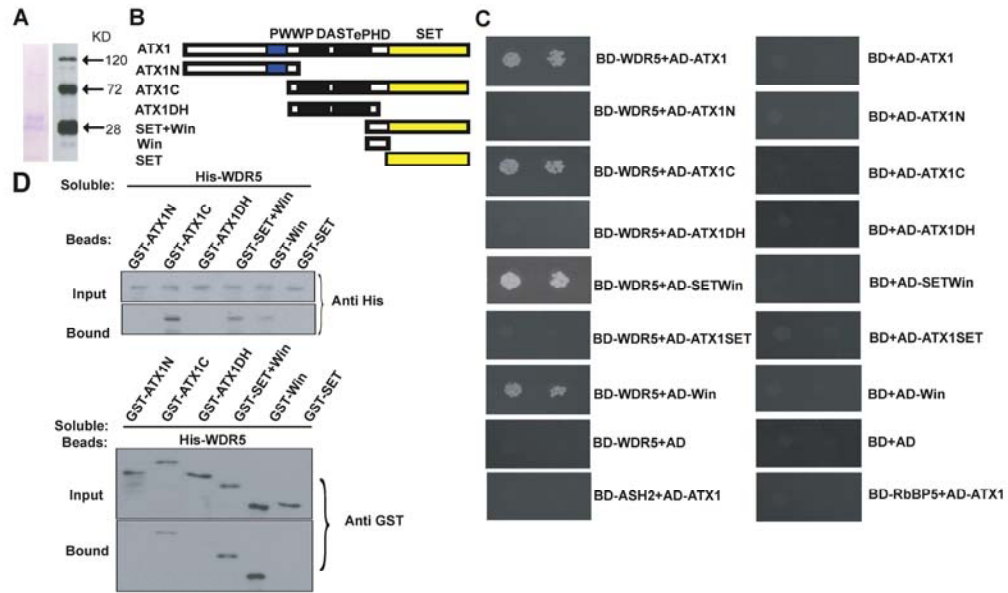 A
KD
120
72
28
B
PWWP DASTePHD SET
ATX1
ATX1N
ATX1C
ATX1DH
SET+Win
Win
SET
D
Soluble: His-WDR5
GST-ATX1N
GST-ATX1C
GST-ATX1DH
GST-SET+Win
GST-Win
GST-SET
Beads:
Input
Bound
Anti His
GST-ATX1N
GST-ATX1C
GST-ATX1DH
GST-SET+Win
GST-Win
GST-SET
Soluble:
Beads: His-WDR5
Input
Bound
Anti GST
C
BD-WDR5+AD-ATX1
BD-WDR5+AD-ATX1N
BD-WDR5+AD-ATX1C
BD-WDR5+AD-ATX1DH
BD-WDR5+AD-SETWin
BD-WDR5+AD-ATX1SET
BD-WDR5+AD-Win
BD-WDR5+AD
BD-ASH2+AD-ATX1
BD+AD-ATX1
BD+AD-ATX1N
BD+AD-ATX1C
BD+AD-ATX1DH
BD+AD-SETWin
BD+AD-ATX1SET
BD+AD-Win
BD+AD
BD-RbBP5+AD-ATX1